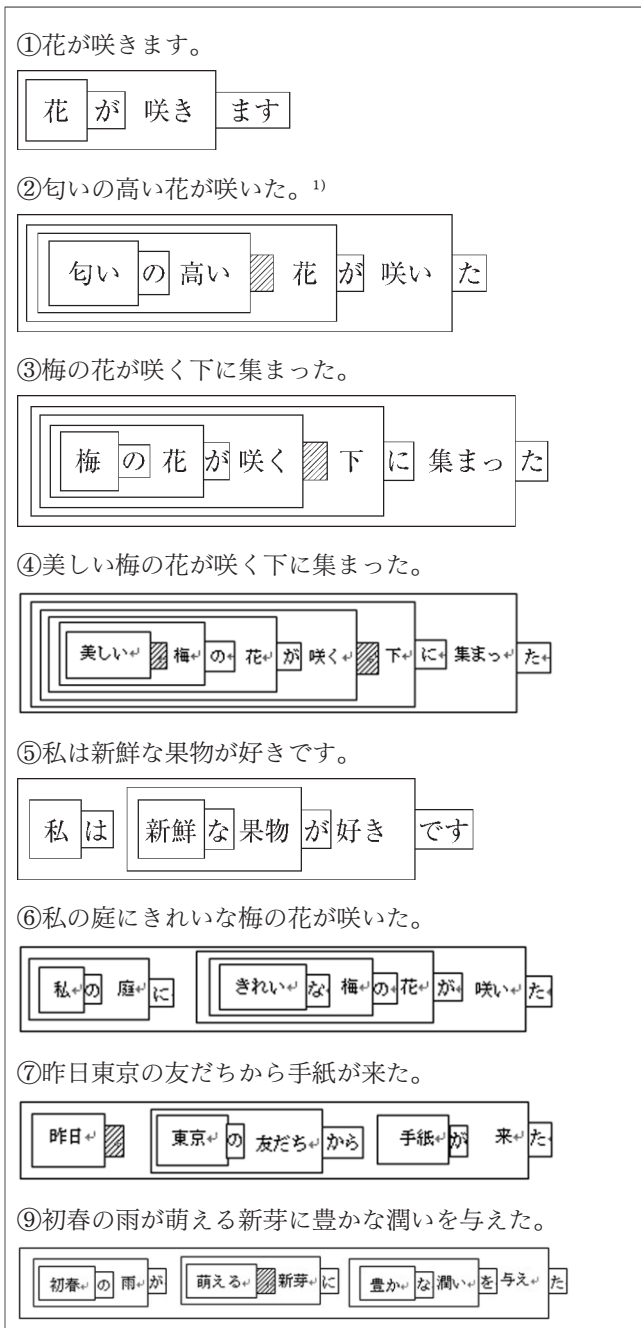 ①花が咲きます。
花 が 咲き ます
②匂いの高い花が咲いた。1)
匂い の 高い 花 が 咲い た
③梅の花が咲く下に集まった。
梅 の 花 が 咲く 下 に 集まっ た
④美しい梅の花が咲く下に集まった。
美しい 梅 の 花 が 咲く 下 に 集まっ た
⑤私は新鮮な果物が好きです。
私 は 新鮮 な 果物 が 好き です
⑥私の庭にきれいな梅の花が咲いた。
私 の 庭 に きれい な 梅 の 花 が 咲い た
⑦昨日東京の友だちから手紙が来た。
昨日 東京 の 友だち から 手紙 が 来 た
⑨初春の雨が萌える新芽に豊かな潤いを与えた。
初春 の 雨 が 萌える 新芽 に 豊か な 潤い を 与え た